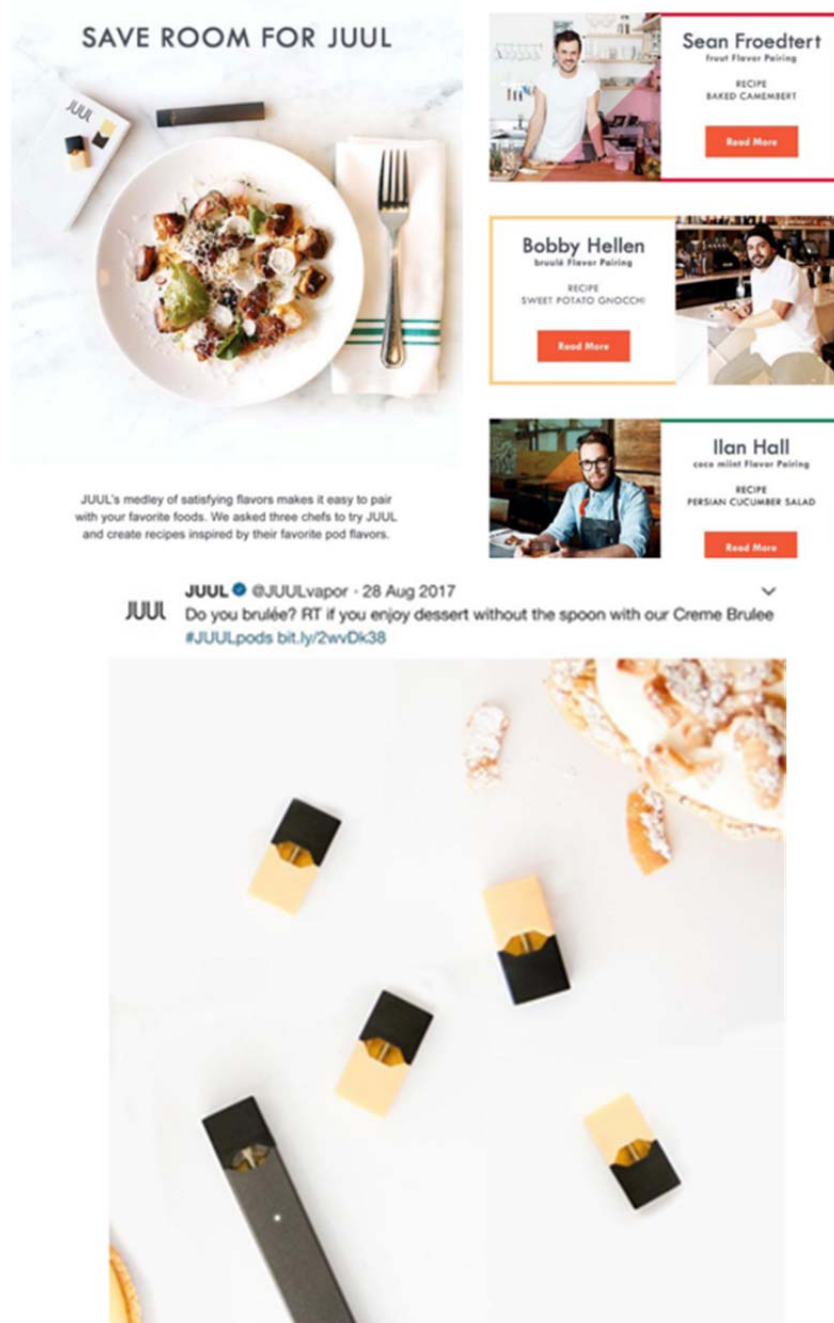 SAVE ROOM FOR JUUL
JUUL
JUUL's medley of satisfying flavors makes it easy to pair
with your favorite foods. We asked three chefs to try JUUL
and create recipes inspired by their favorite pod flavors.
Sean Froedtert
fruut Flavor Pairing
RECIPE
BAKED CAMEMBERT
Read More
Bobby Hellen
bruulé Flavor Pairing
RECIPE
SWEET POTATO GNOCCHI
Read More
Ilan Hall
coco miint Flavor Pairing
RECIPE
PERSIAN CUCUMBER SALAD
Read More
JUUL @JUULvapor · 28 Aug 2017
JUUL
Do you brulée? RT if you enjoy dessert without the spoon with our Creme Brulee
#JUULpods bit.ly/2wvDk38